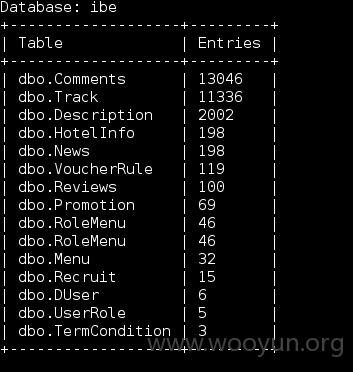 Database: ibe
+-------------------+---------+
| Table             | Entries |
+-------------------+---------+
| dbo.Comments      | 13046   |
| dbo.Track         | 11336   |
| dbo.Description   | 2002    |
| dbo.HotelInfo     | 198     |
| dbo.News          | 198     |
| dbo.VoucherRule   | 119     |
| dbo.Reviews       | 100     |
| dbo.Promotion     | 69      |
| dbo.RoleMenu      | 46      |
| dbo.RoleMenu      | 46      |
| dbo.Menu          | 32      |
| dbo.Recruit       | 15      |
| dbo.DUser         | 6       |
| dbo.UserRole      | 5       |
| dbo.TermCondition | 3       |
+-------------------+---------+
www.wooyun.org